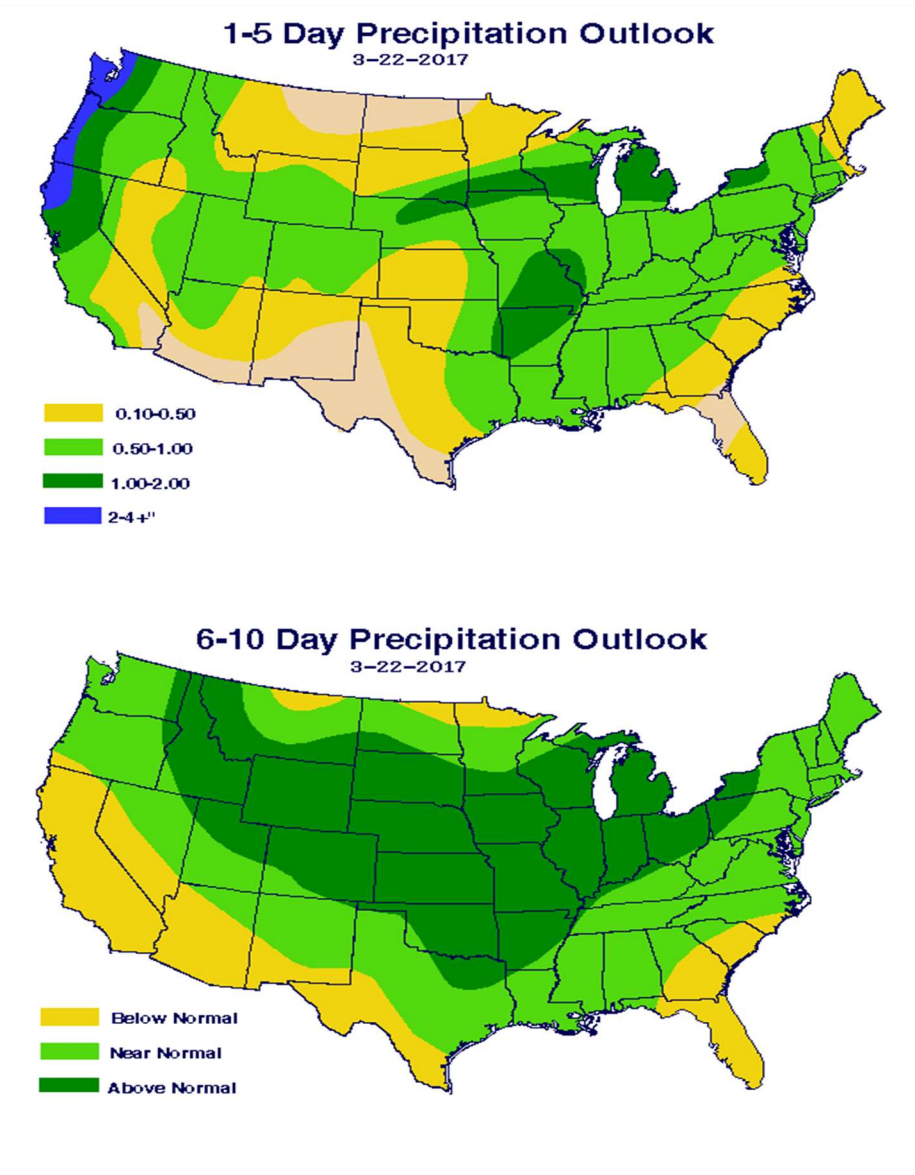 1-5 Day Precipitation Outlook
3-22-2017
0.10-0.50
0.50-1.00
1.00-2.00
2-4+"
6-10 Day Precipitation Outlook
3-22-2017
Below Normal
Near Normal
Above Normal